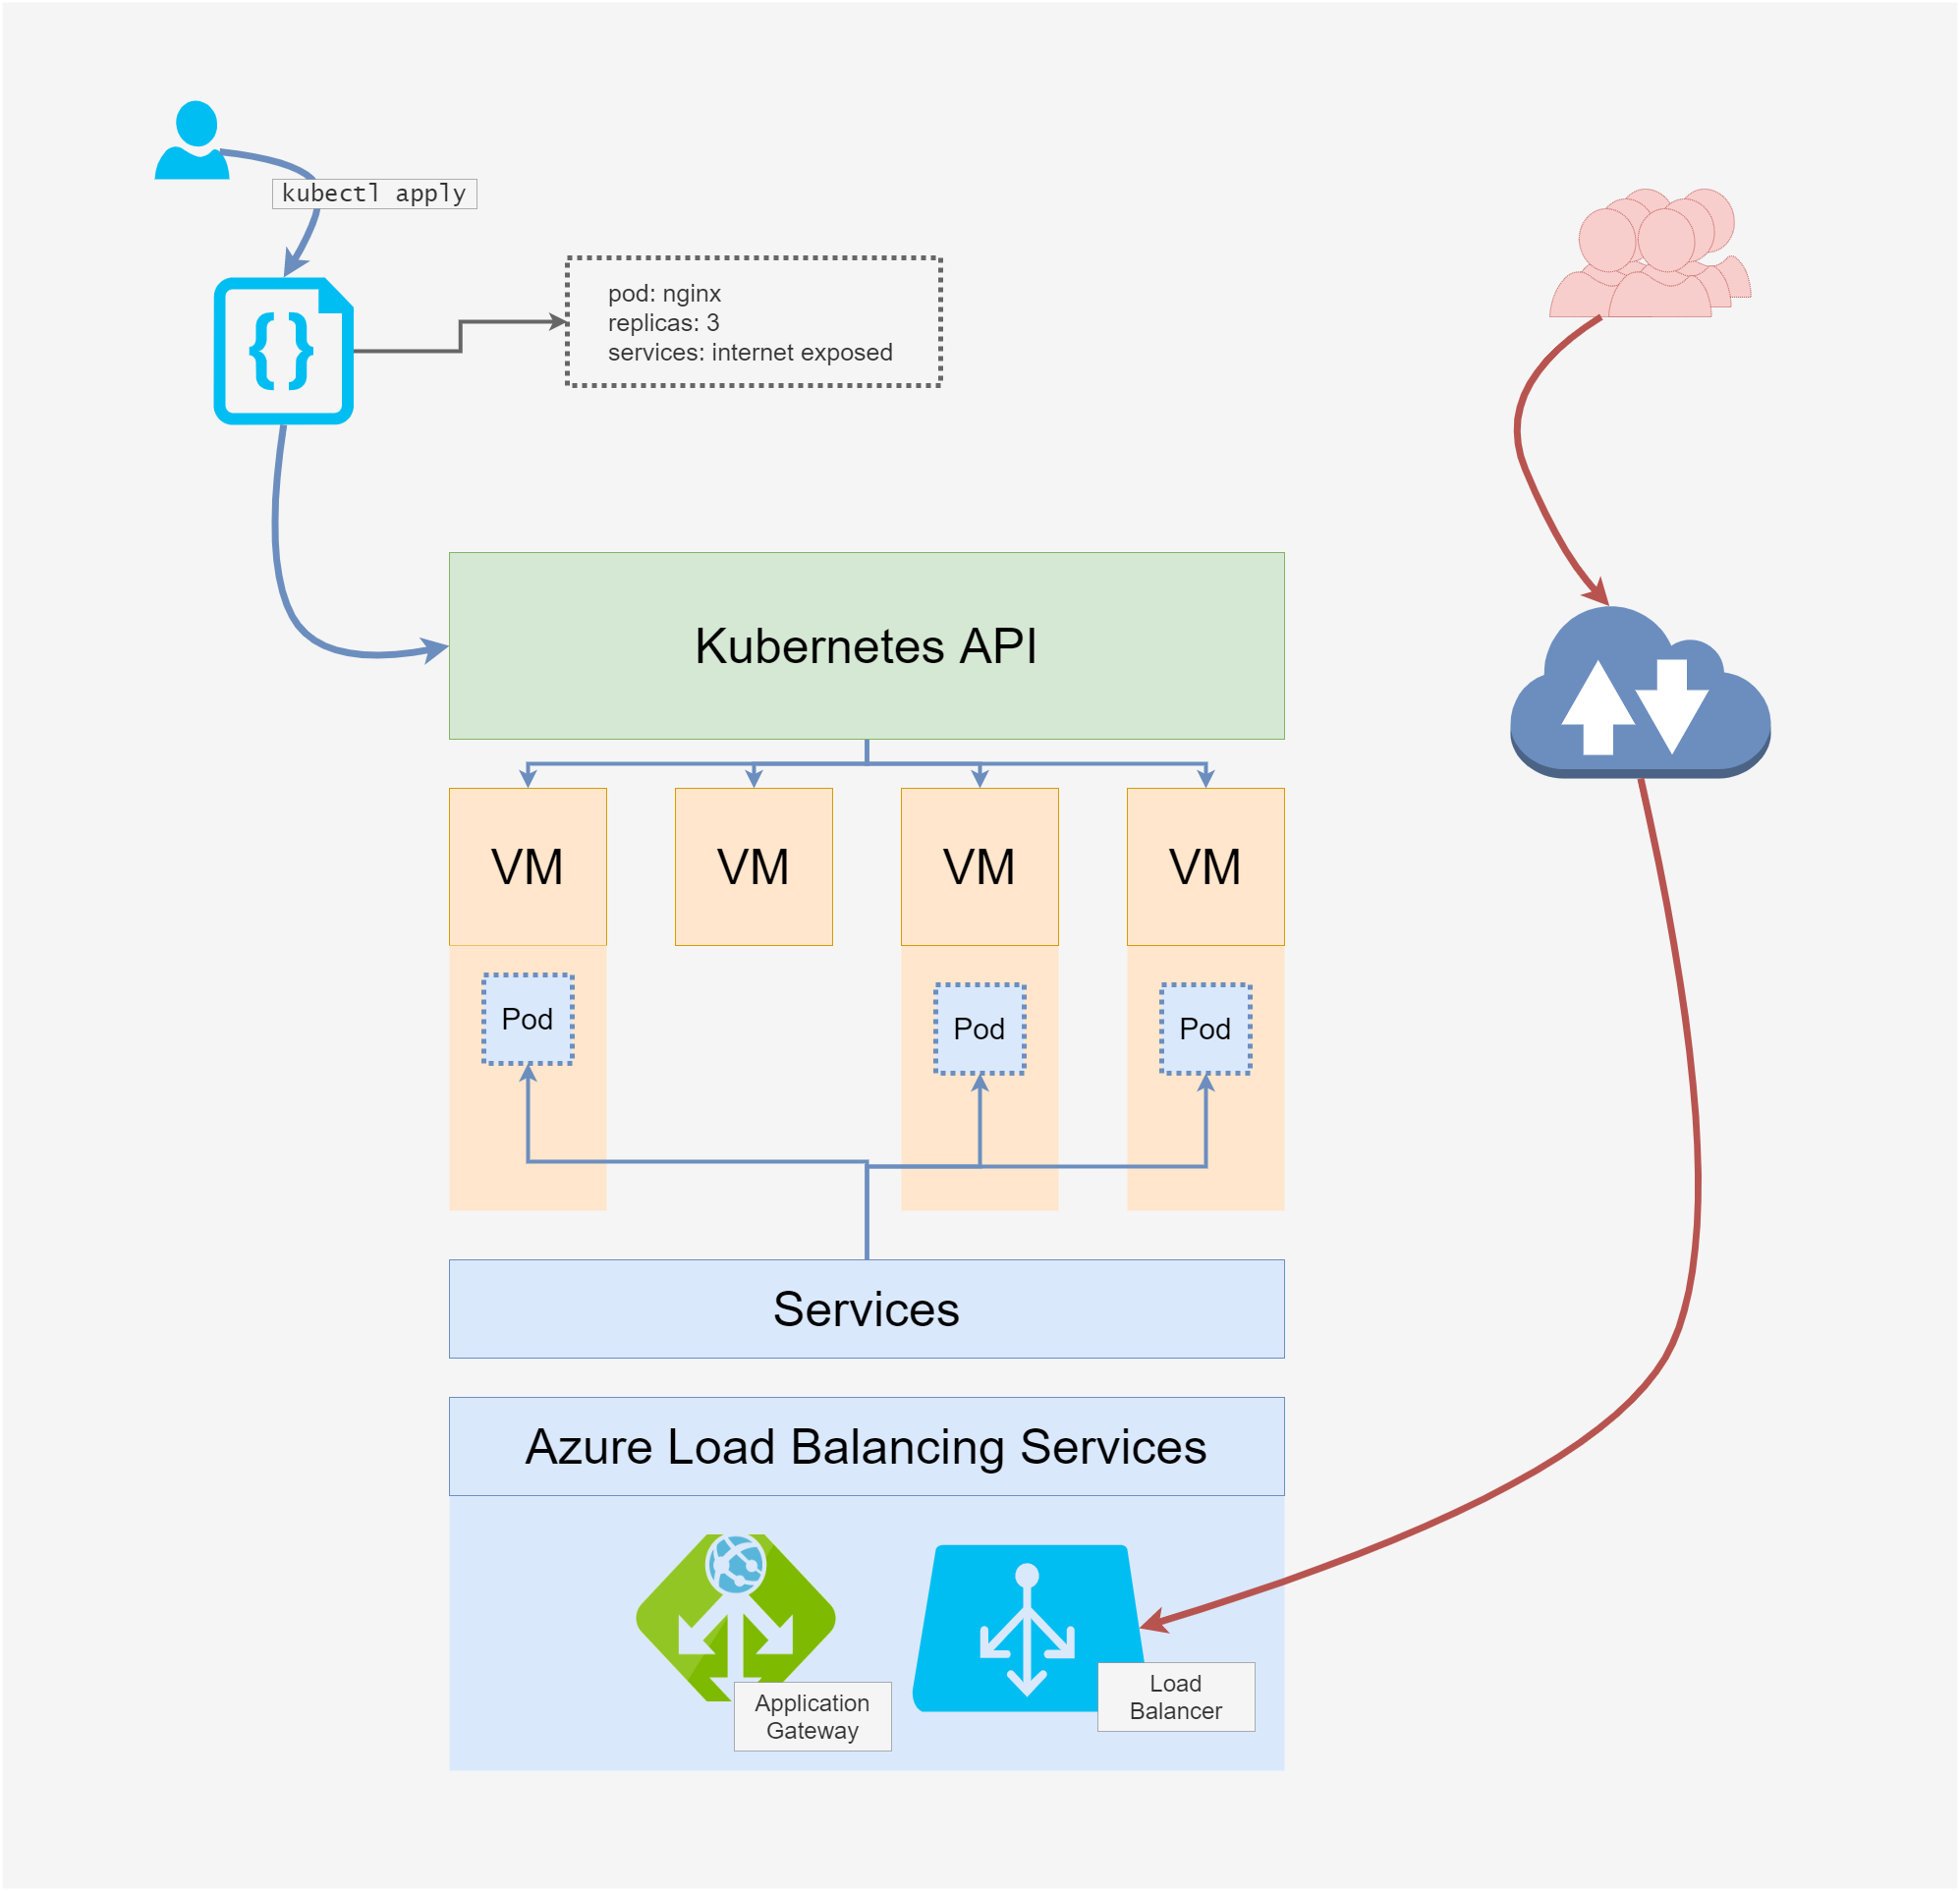 kubectl apply
pod: nginx
replicas: 3
services: internet exposed
Kubernetes API
VM
VM
VM
VM
Pod
Pod
Pod
Services
Azure Load Balancing Services
Application
Gateway
Load
Balancer